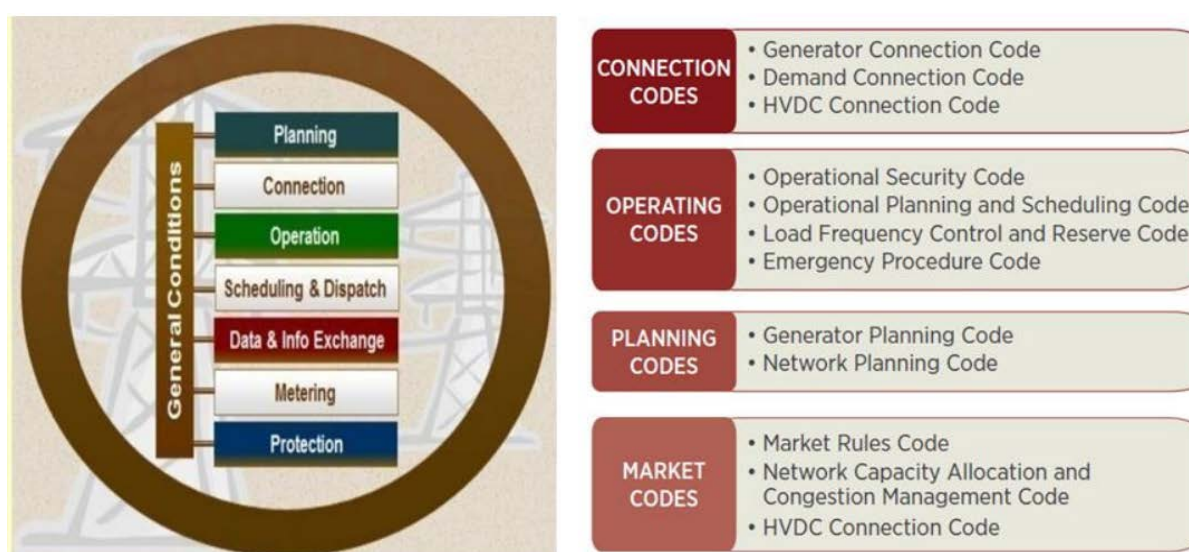 General Conditions
Planning
Connection
Operation
Scheduling & Dispatch
Data & Info Exchange
Metering
Protection
CONNECTION
CODES
• Generator Connection Code
• Demand Connection Code
• HVDC Connection Code
OPERATING
CODES
• Operational Security Code
• Operational Planning and Scheduling Code
• Load Frequency Control and Reserve Code
• Emergency Procedure Code
PLANNING
CODES
• Generator Planning Code
• Network Planning Code
MARKET
CODES
• Market Rules Code
• Network Capacity Allocation and
Congestion Management Code
• HVDC Connection Code